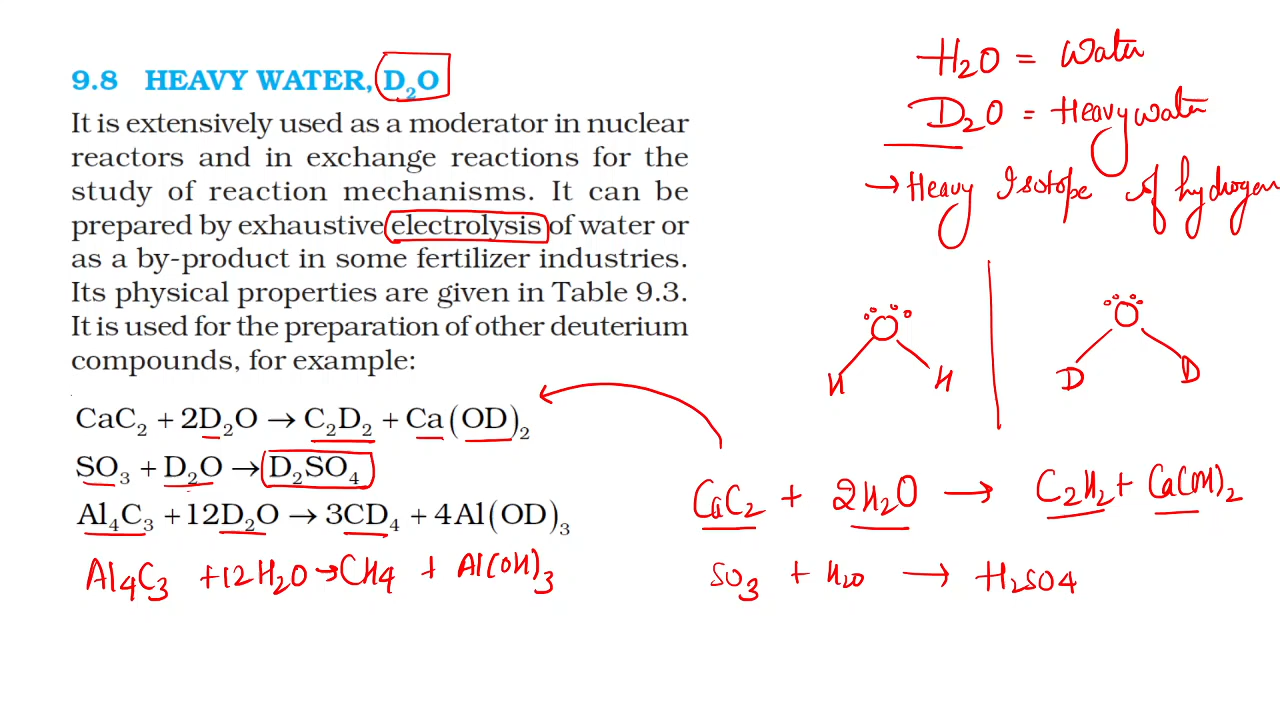 9.8 HEAVY WATER, D₂O
It is extensively used as a moderator in nuclear
reactors and in exchange reactions for the
study of reaction mechanisms. It can be
prepared by exhaustive electrolysis of water or
as a by-product in some fertilizer industries.
Its physical properties are given in Table 9.3.
It is used for the preparation of other deuterium
compounds, for example:
CaC₂ + 2D₂O → C₂D₂ + Ca(OD)₂
SO₃ + D₂O → D₂SO₄
Al₄C₃ + 12D₂O → 3CD₄ + 4Al(OD)₃
Al₄C₃ + 12H₂O → CH4 + Al(OH)₃
H₂O = Water
D₂O = Heavy water
→ Heavy Isotope of hydrogen
O
H H
O
D D
CaC₂ + 2H₂O → C₂H₂ + Ca(OH)₂
SO₃ + H₂O → H₂SO4